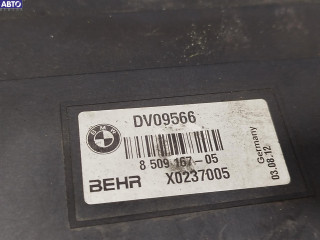 АВТО
BMW
DV09566
8 509 167-05
BEHR X0237005
Germany
03.08.12